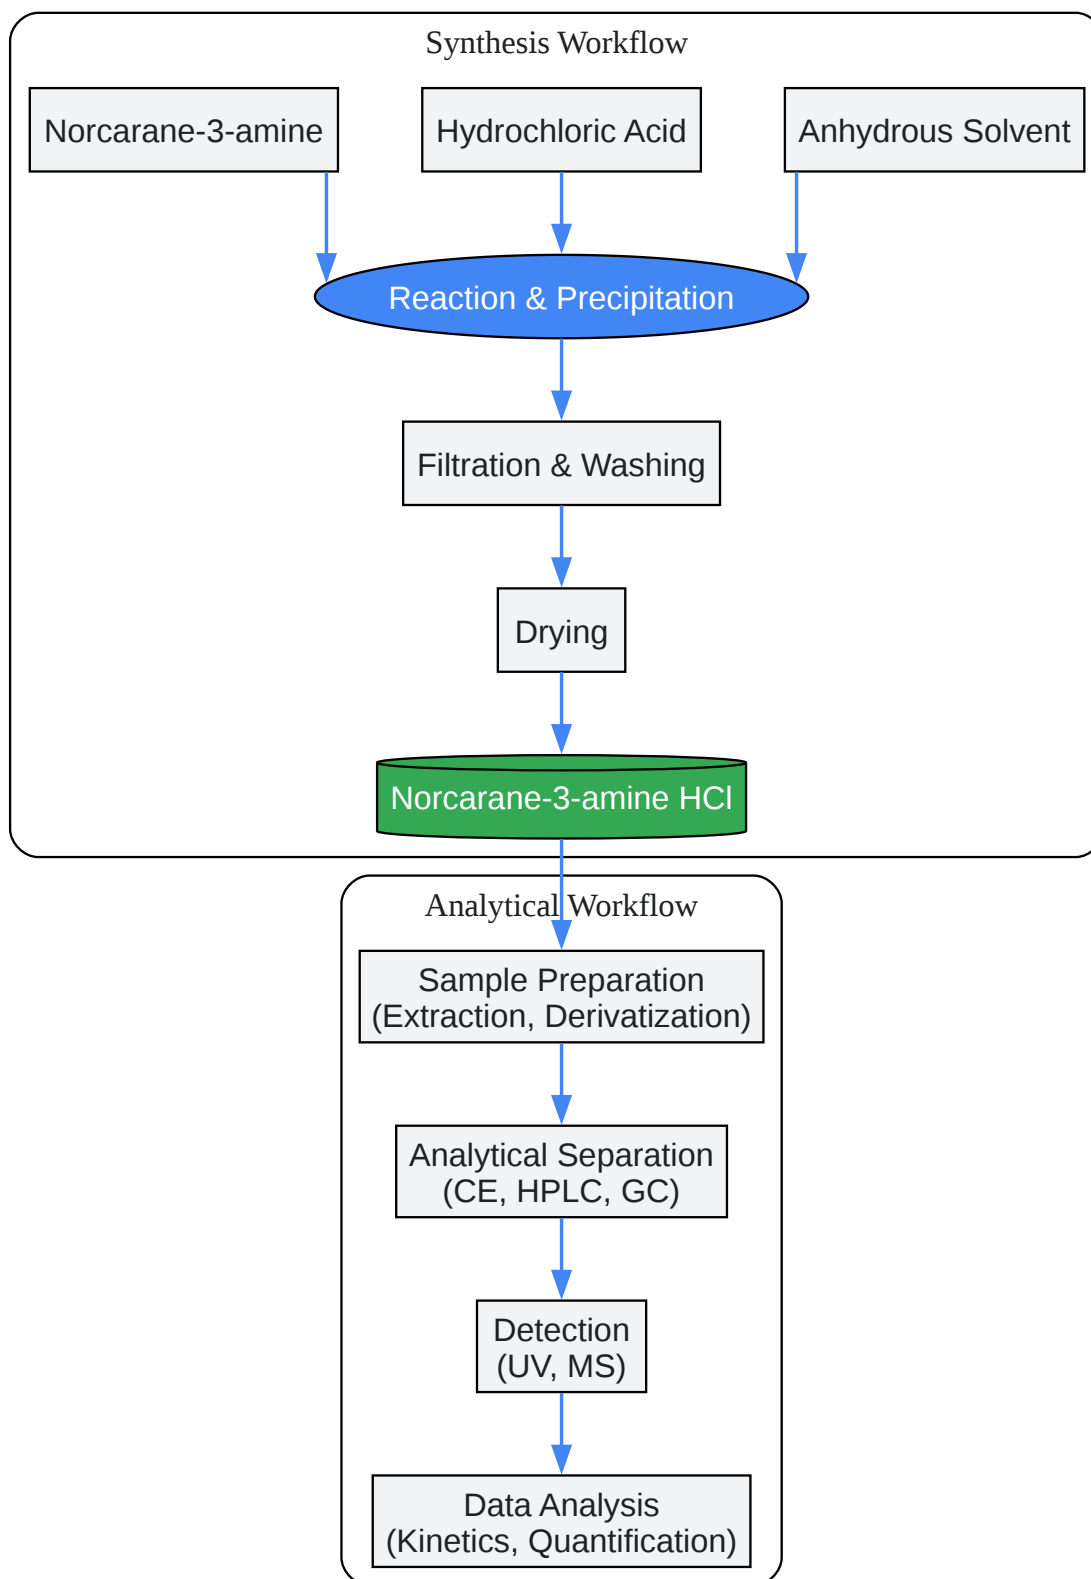 Synthesis Workflow
Norcarane-3-amine
Hydrochloric Acid
Anhydrous Solvent
Reaction & Precipitation
Filtration & Washing
Drying
Norcarane-3-amine HCl
Analytical Workflow
Sample Preparation
(Extraction, Derivatization)
Analytical Separation
(CE, HPLC, GC)
Detection
(UV, MS)
Data Analysis
(Kinetics, Quantification)